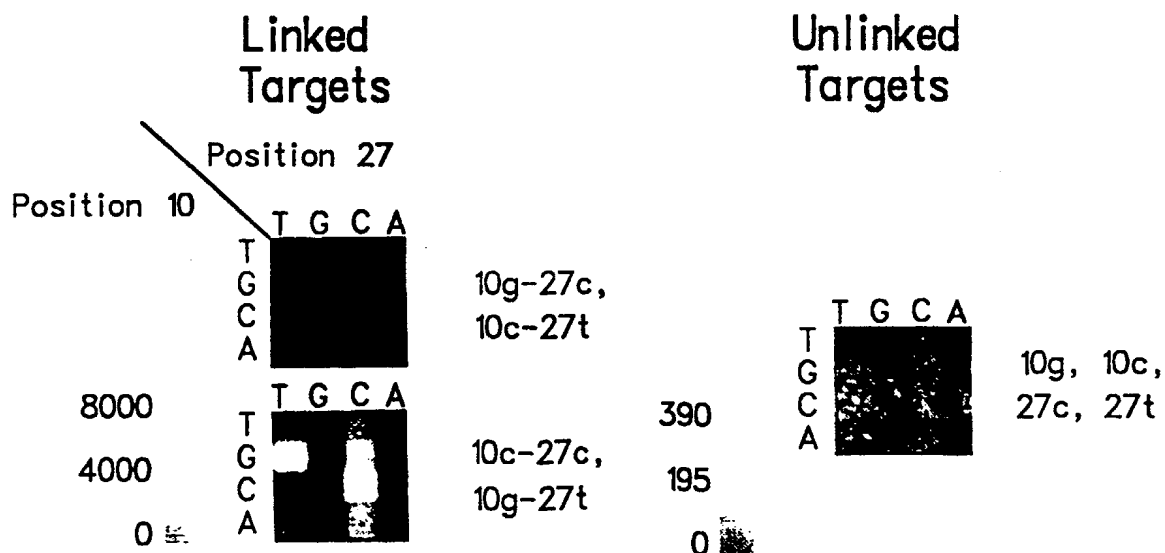 Linked
Targets
Unlinked
Targets
Position 27
Position 10
T G C A
T
G
C
A
10g-27c,
10c-27t
T G C A
T
G
C
A
8000
4000
0
10c-27c,
10g-27t
T G C A
T
G
C
A
10g, 10c,
27c, 27t
390
195
0